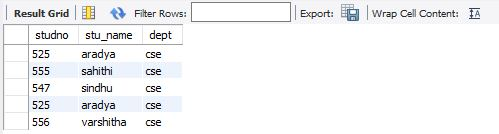 Result Grid Filter Rows: Export: Wrap Cell Content: IA
studno stu_name dept
525 aradya cse
555 sahithi cse
547 sindhu cse
525 aradya cse
556 varshitha cse